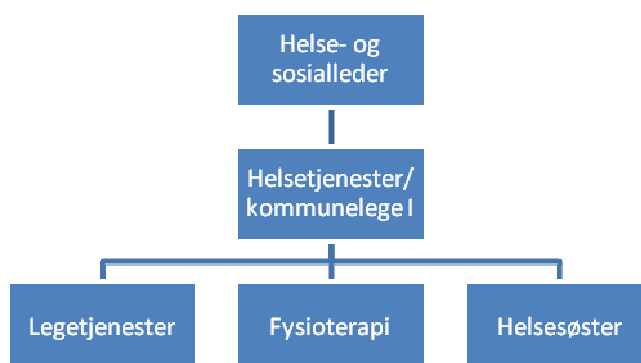 Helse- og
sosialleder
Helsetjenester/
kommunelege I
Legetjenester
Fysioterapi
Helsesøster